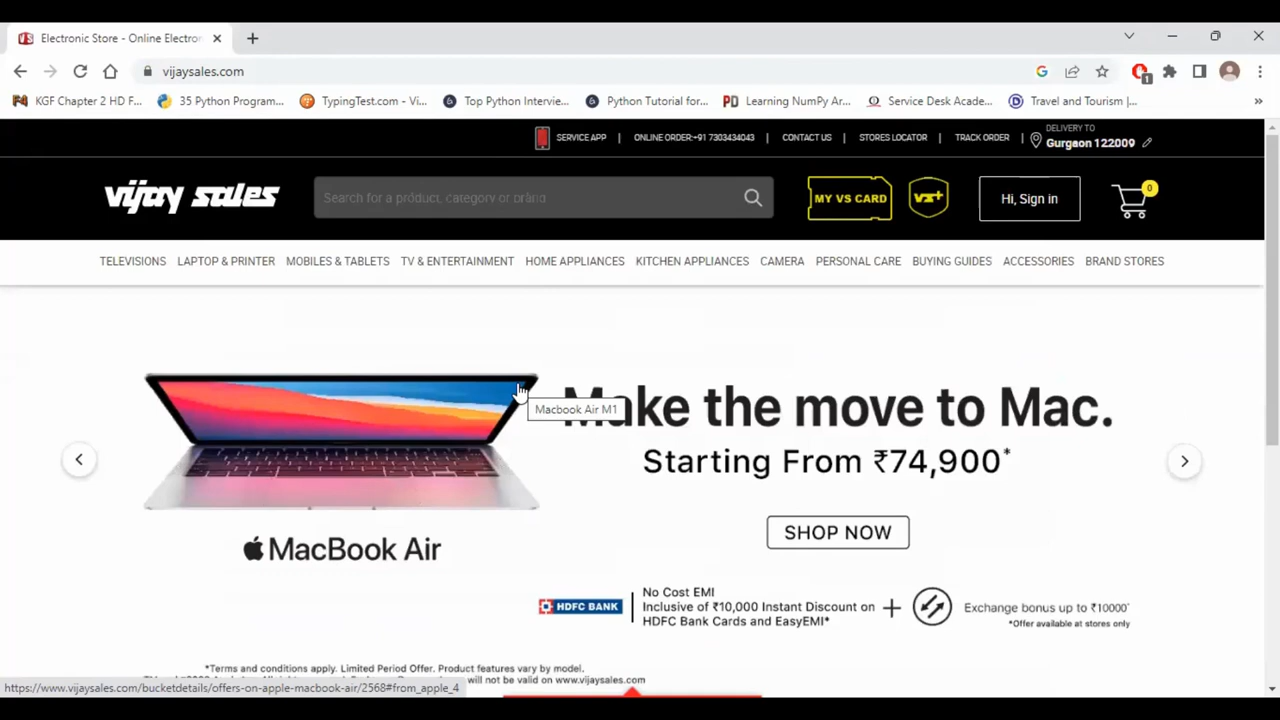 Electronic Store - Online Electron
vijaysales.com
KGF Chapter 2 HD F...
35 Python Program...
TypingTest.com - Vi...
Top Python Intervie...
Python Tutorial for...
PD
Learning NumPy Ar...
Service Desk Acade...
Travel and Tourism |...
»
SERVICE APP | ONLINE ORDER:+91 7303434043 | CONTACT US | STORES LOCATOR | TRACK ORDER |
DELIVERY TO
Gurgaon 122009
vijay sales
Search for a product, category or brand
MY VS CARD
VS+
Hi, Sign in
0
TELEVISIONS
LAPTOP & PRINTER
MOBILES & TABLETS
TV & ENTERTAINMENT
HOME APPLIANCES
KITCHEN APPLIANCES
CAMERA
PERSONAL CARE
BUYING GUIDES
ACCESSORIES
BRAND STORES
Macbook Air M1
Make the move to Mac.
Starting From ₹74,900*
SHOP NOW
MacBook Air
HDFC BANK
No Cost EMI
Inclusive of ₹10,000 Instant Discount on
HDFC Bank Cards and EasyEMI*
+
Exchange bonus up to ₹10000*
*Offer available at stores only
*Terms and conditions apply. Limited Period Offer. Product features vary by model.
will not be valid on www.vijaysales.com
https://www.vijaysales.com/bucketdetails/offers-on-apple-macbook-air/2568#from_apple_4